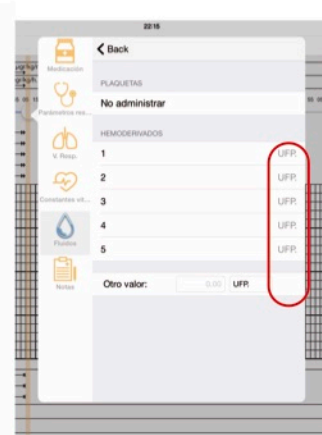 22:15
Back
Medicación
PLAQUETAS
No administrar
Parámetros res...
HEMODERIVADOS
V. Resp.
1 UFP.
2 UFP.
Constantes vit...
3 UFP.
4 UFP.
Fluidos
5 UFP.
Notas
Otro valor: 0.00 UFP.